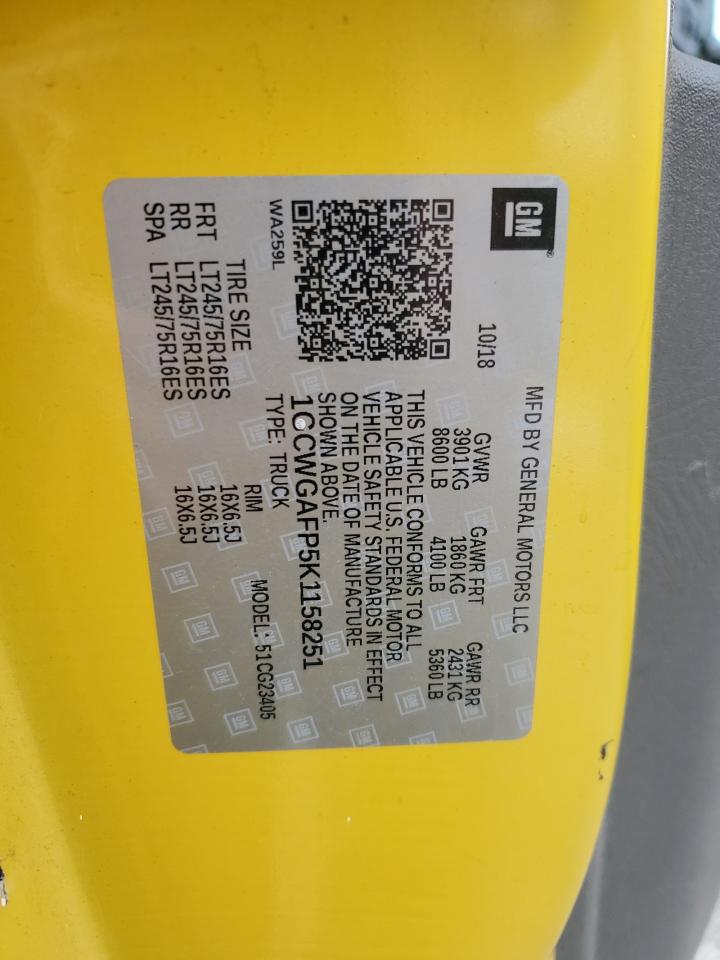 GM
MFD BY GENERAL MOTORS LLC
10/18
GVWR GAWR FRT GAWR RR
3901 KG 1860 KG 2431 KG
8600 LB 4100 LB 5360 LB
THIS VEHICLE CONFORMS TO ALL
APPLICABLE U.S. FEDERAL MOTOR
VEHICLE SAFETY STANDARDS IN EFFECT
ON THE DATE OF MANUFACTURE
SHOWN ABOVE.
1GCWGAFP5K1158251
WA259L
TYPE: TRUCK MODEL: 51CG23405
TIRE SIZE RIM
FRT LT245/75R16ES 16X6.5J
RR LT245/75R16ES 16X6.5J
SPA LT245/75R16ES 16X6.5J